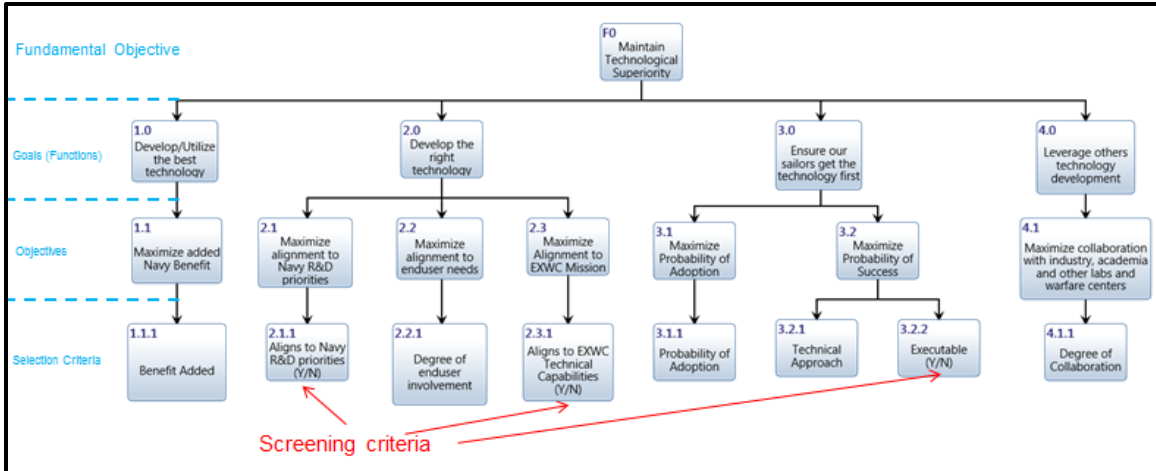 Fundamental Objective
F0
Maintain
Technological
Superiority
Goals (Functions)
1.0
Develop/Utilize
the best
technology
2.0
Develop the
right
technology
3.0
Ensure our
sailors get the
technology first
4.0
Leverage others
technology
development
Objectives
1.1
Maximize added
Navy Benefit
2.1
Maximize
alignment to
Navy R&D
priorities
2.2
Maximize
alignment to
enduser needs
2.3
Maximize
Alignment to
EXWC Mission
3.1
Maximize
Probability of
Adoption
3.2
Maximize
Probability of
Success
4.1
Maximize collaboration
with industry, academia
and other labs and
warfare centers
Selection Criteria
1.1.1
Benefit Added
2.1.1
Aligns to Navy
R&D priorities
(Y/N)
2.2.1
Degree of
enduser
involvement
2.3.1
Aligns to EXWC
Technical
Capabilities
(Y/N)
3.1.1
Probability of
Adoption
3.2.1
Technical
Approach
3.2.2
Executable
(Y/N)
4.1.1
Degree of
Collaboration
Screening criteria